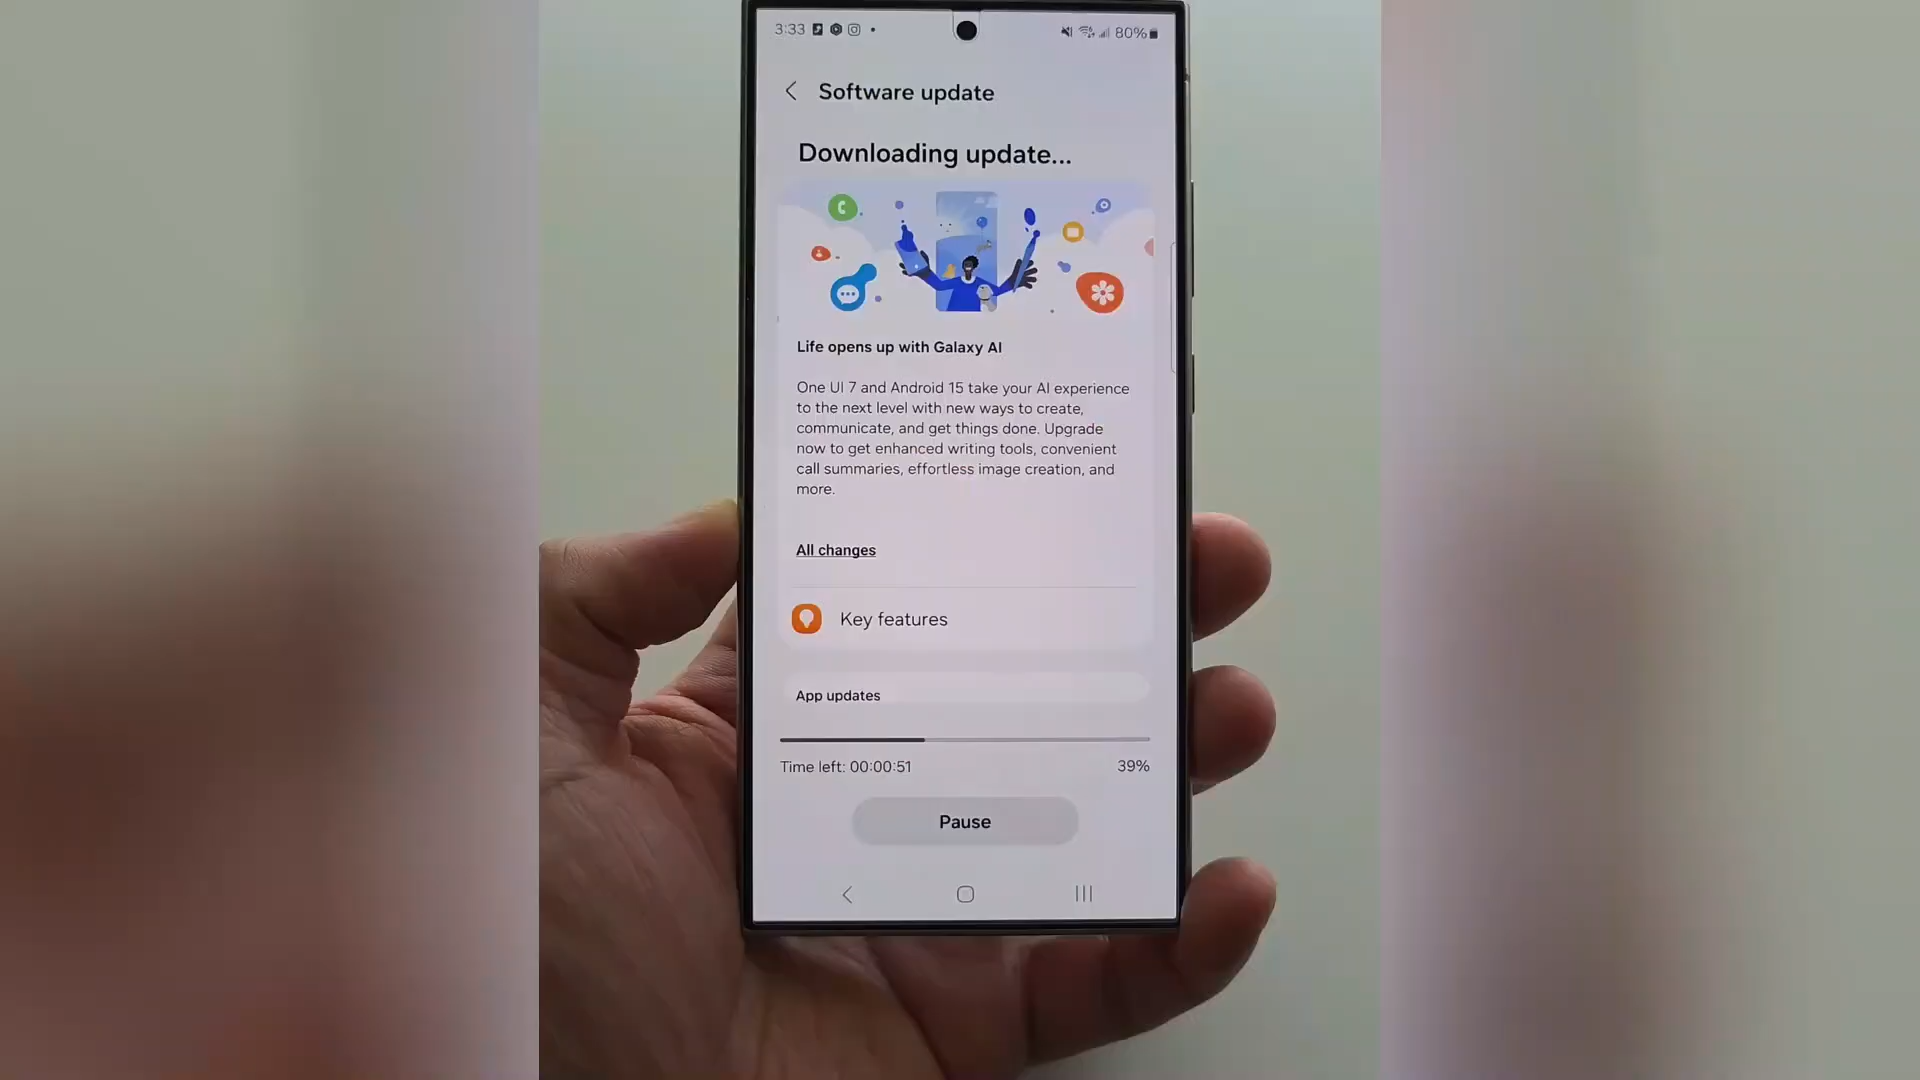 3:33
80%
Software update
Downloading update...
Life opens up with Galaxy AI
One UI 7 and Android 15 take your AI experience
to the next level with new ways to create,
communicate, and get things done. Upgrade
now to get enhanced writing tools, convenient
call summaries, effortless image creation, and
more.
All changes
Key features
App updates
Time left: 00:00:51
39%
Pause